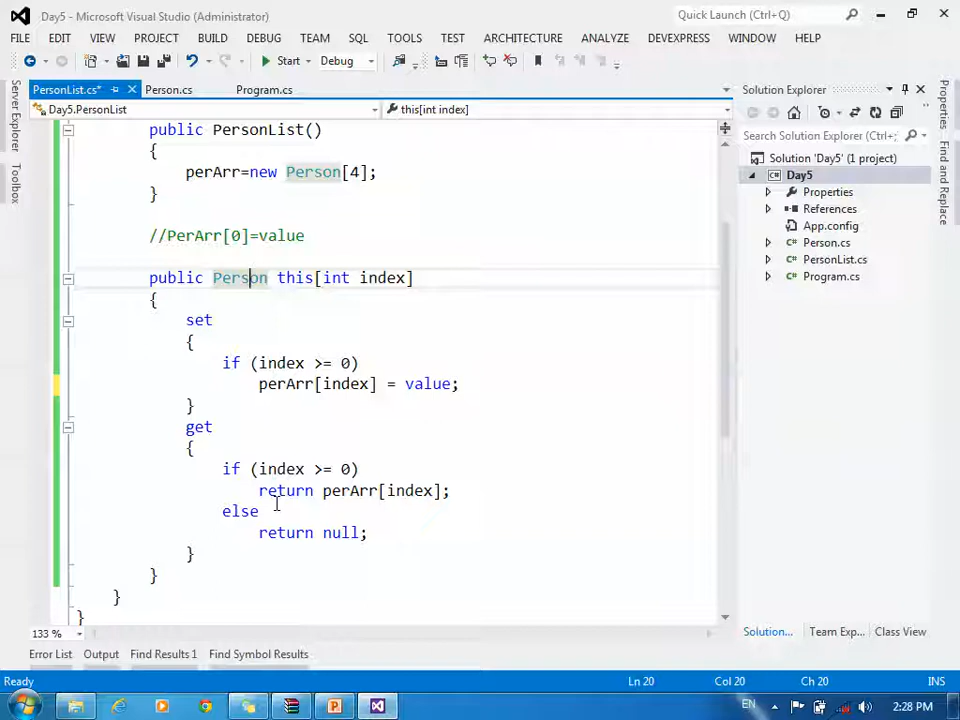 Day5 - Microsoft Visual Studio (Administrator)
Quick Launch (Ctrl+Q)
FILE EDIT VIEW PROJECT BUILD DEBUG TEAM SQL TOOLS TEST ARCHITECTURE ANALYZE DEVEXPRESS WINDOW HELP
Start Debug
Server Explorer
Toolbox
PersonList.cs* Person.cs Program.cs
Day5.PersonList this[int index]
public PersonList()
{
perArr=new Person[4];
}
//PerArr[0]=value
public Person this[int index]
{
set
{
if (index >= 0)
perArr[index] = value;
}
get
{
if (index >= 0)
return perArr[index];
else
return null;
}
}
}
}
133 %
Solution Explorer
Search Solution Explorer (Ctrl+;)
Solution 'Day5' (1 project)
Day5
Properties
References
App.config
Person.cs
PersonList.cs
Program.cs
Solution... Team Exp... Class View
Properties
Find and Replace
Error List Output Find Results 1 Find Symbol Results
Ready Ln 20 Col 20 Ch 20 INS
EN 2:28 PM